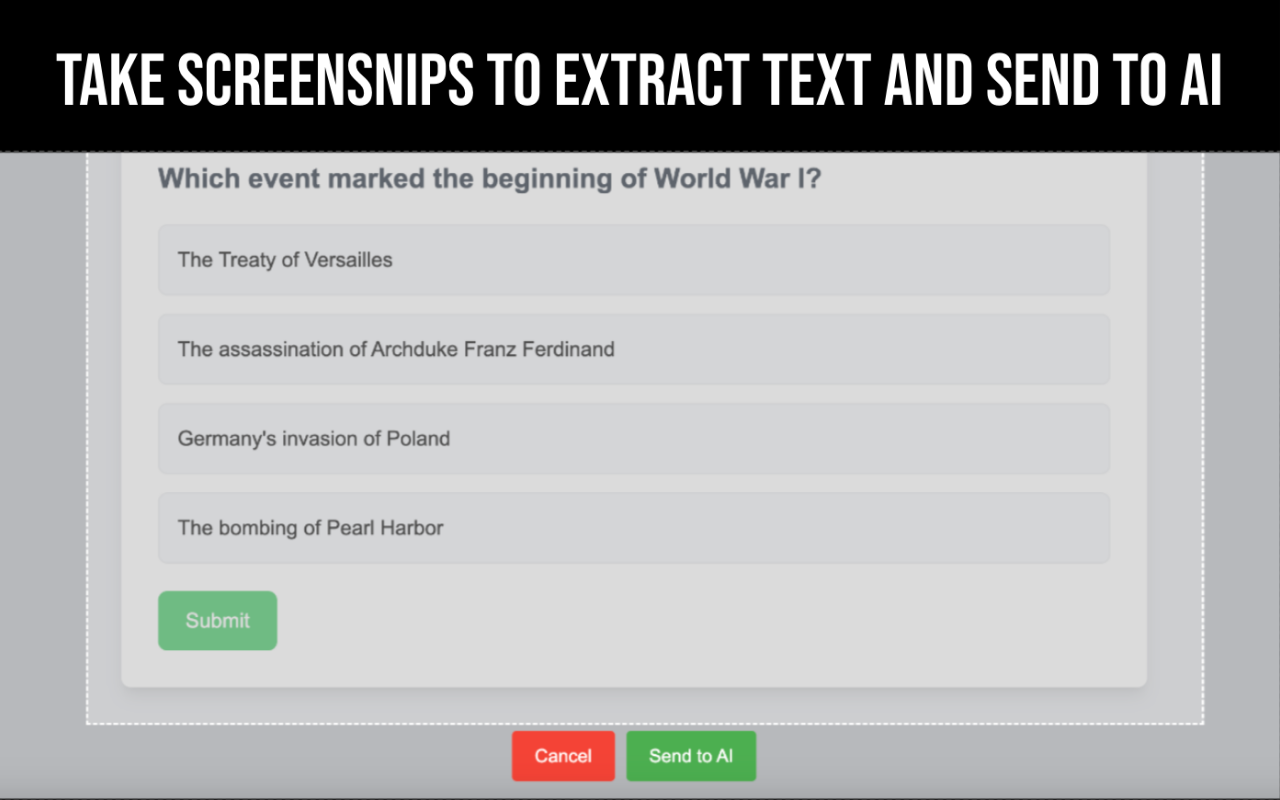 TAKE SCREENSNIPS TO EXTRACT TEXT AND SEND TO AI
Which event marked the beginning of World War I?
The Treaty of Versailles
The assassination of Archduke Franz Ferdinand
Germany's invasion of Poland
The bombing of Pearl Harbor
Submit
Cancel
Send to AI